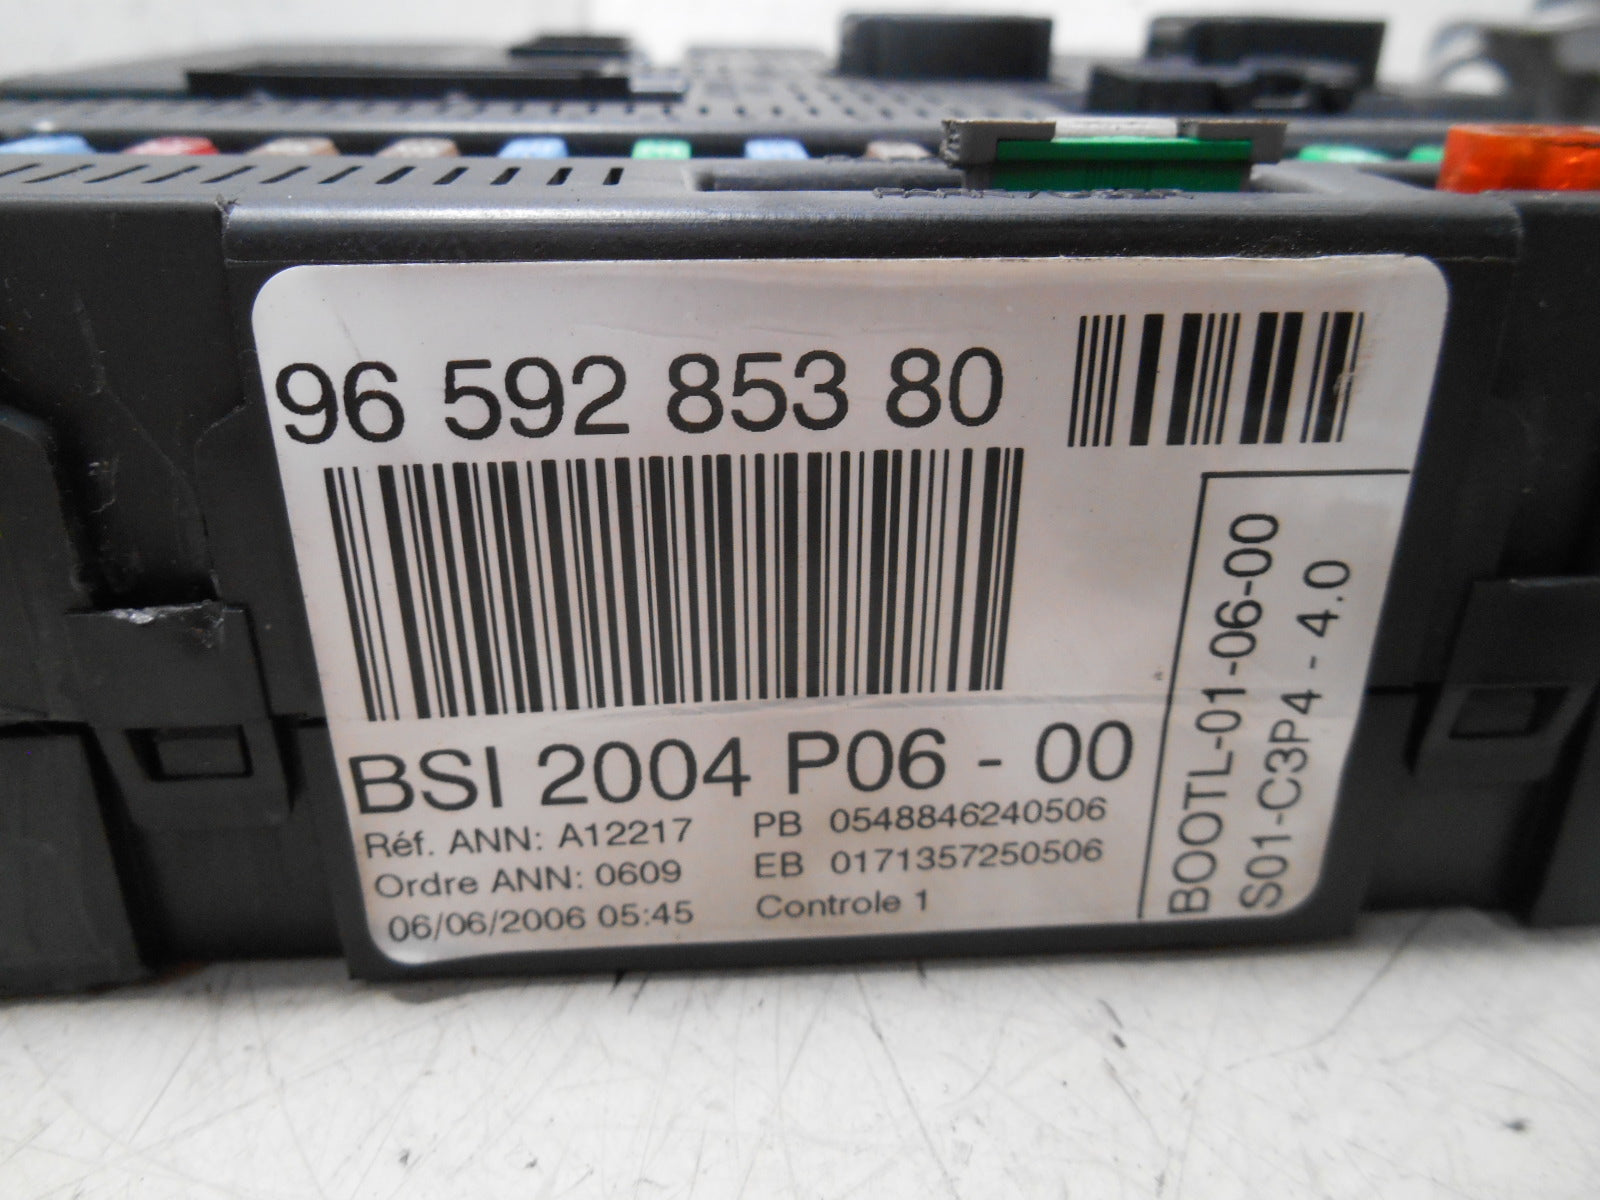 96 592 853 80
BSI 2004 P06 - 00
Réf. ANN: A12217
Ordre ANN: 0609
06/06/2006 05:45
PB 0548846240506
EB 0171357250506
Controle 1
BOOTL-01-06-00
S01-C3P4 - 4.0